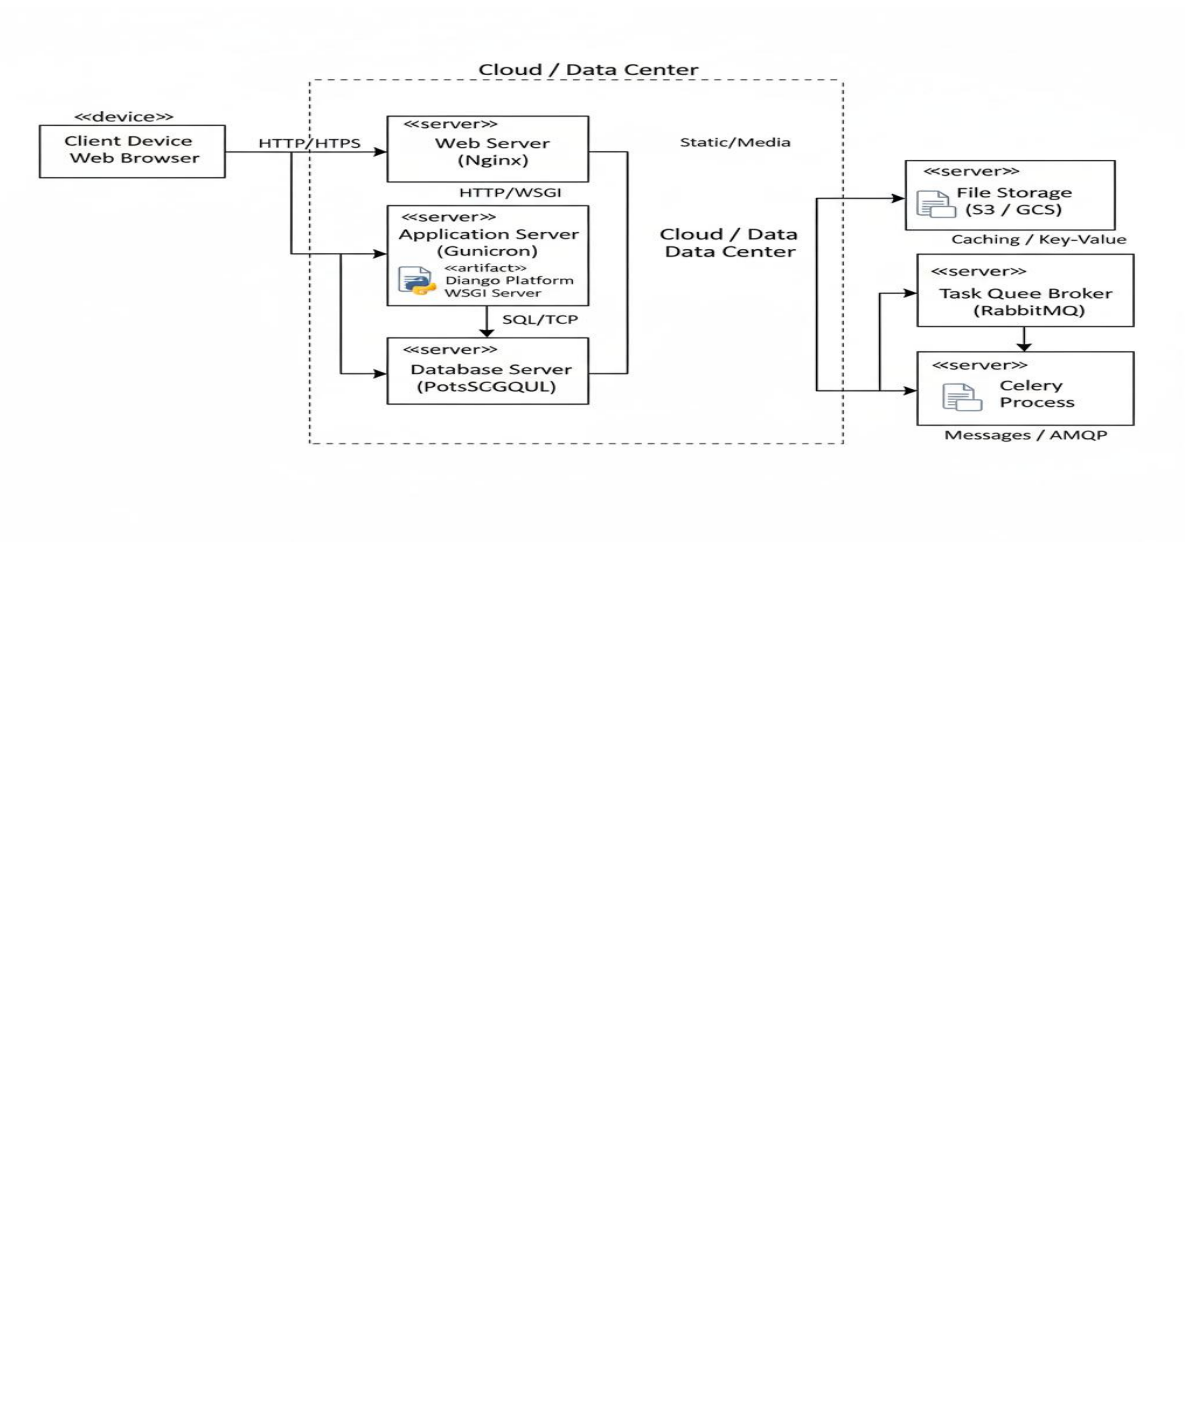 Cloud / Data Center
«device»
Client Device
Web Browser
HTTP/HTPS
«server»
Web Server
(Nginx)
HTTP/WSGI
«server»
Application Server
(Gunicron)
«artifact»
Diango Platform
WSGI Server
SQL/TCP
«server»
Database Server
(PotsSCGQUL)
Static/Media
Cloud / Data
Data Center
«server»
File Storage
(S3 / GCS)
Caching / Key-Value
«server»
Task Quee Broker
(RabbitMQ)
«server»
Celery
Process
Messages / AMQP